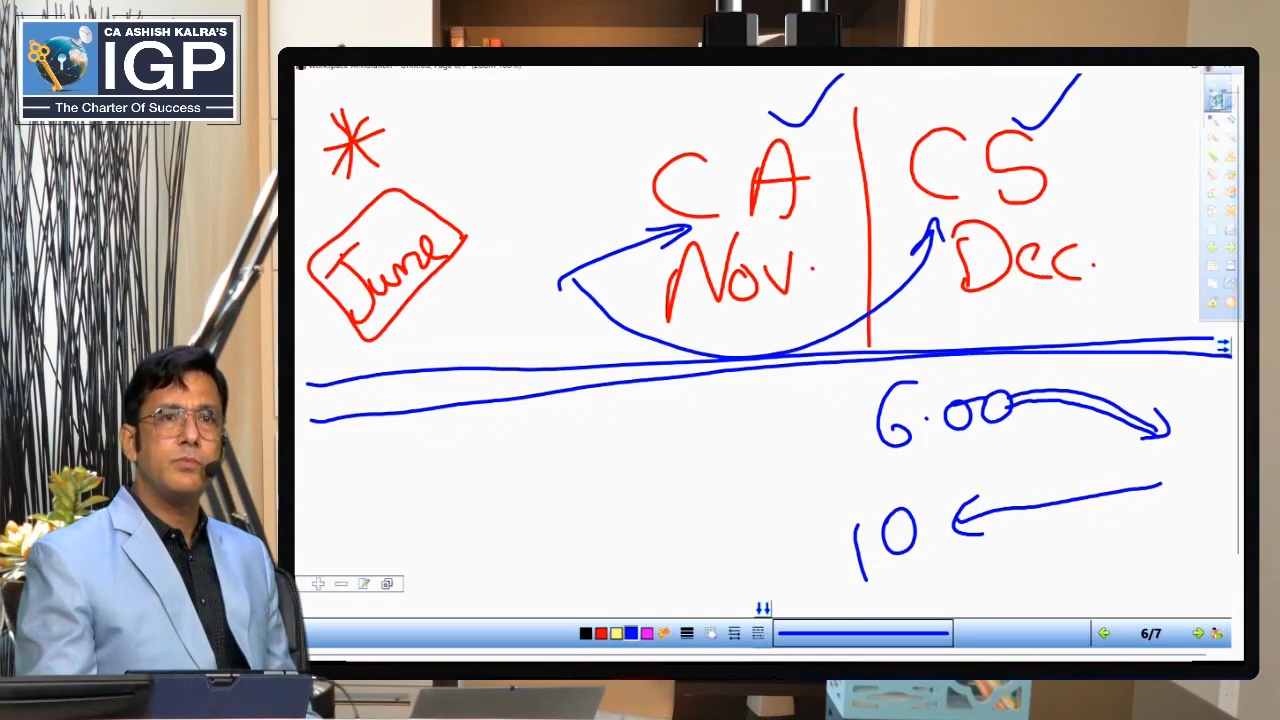 CA ASHISH KALRA'S
IGP
The Charter Of Success
CA
CS
June
Nov.
Dec.
6.00
10
6/7